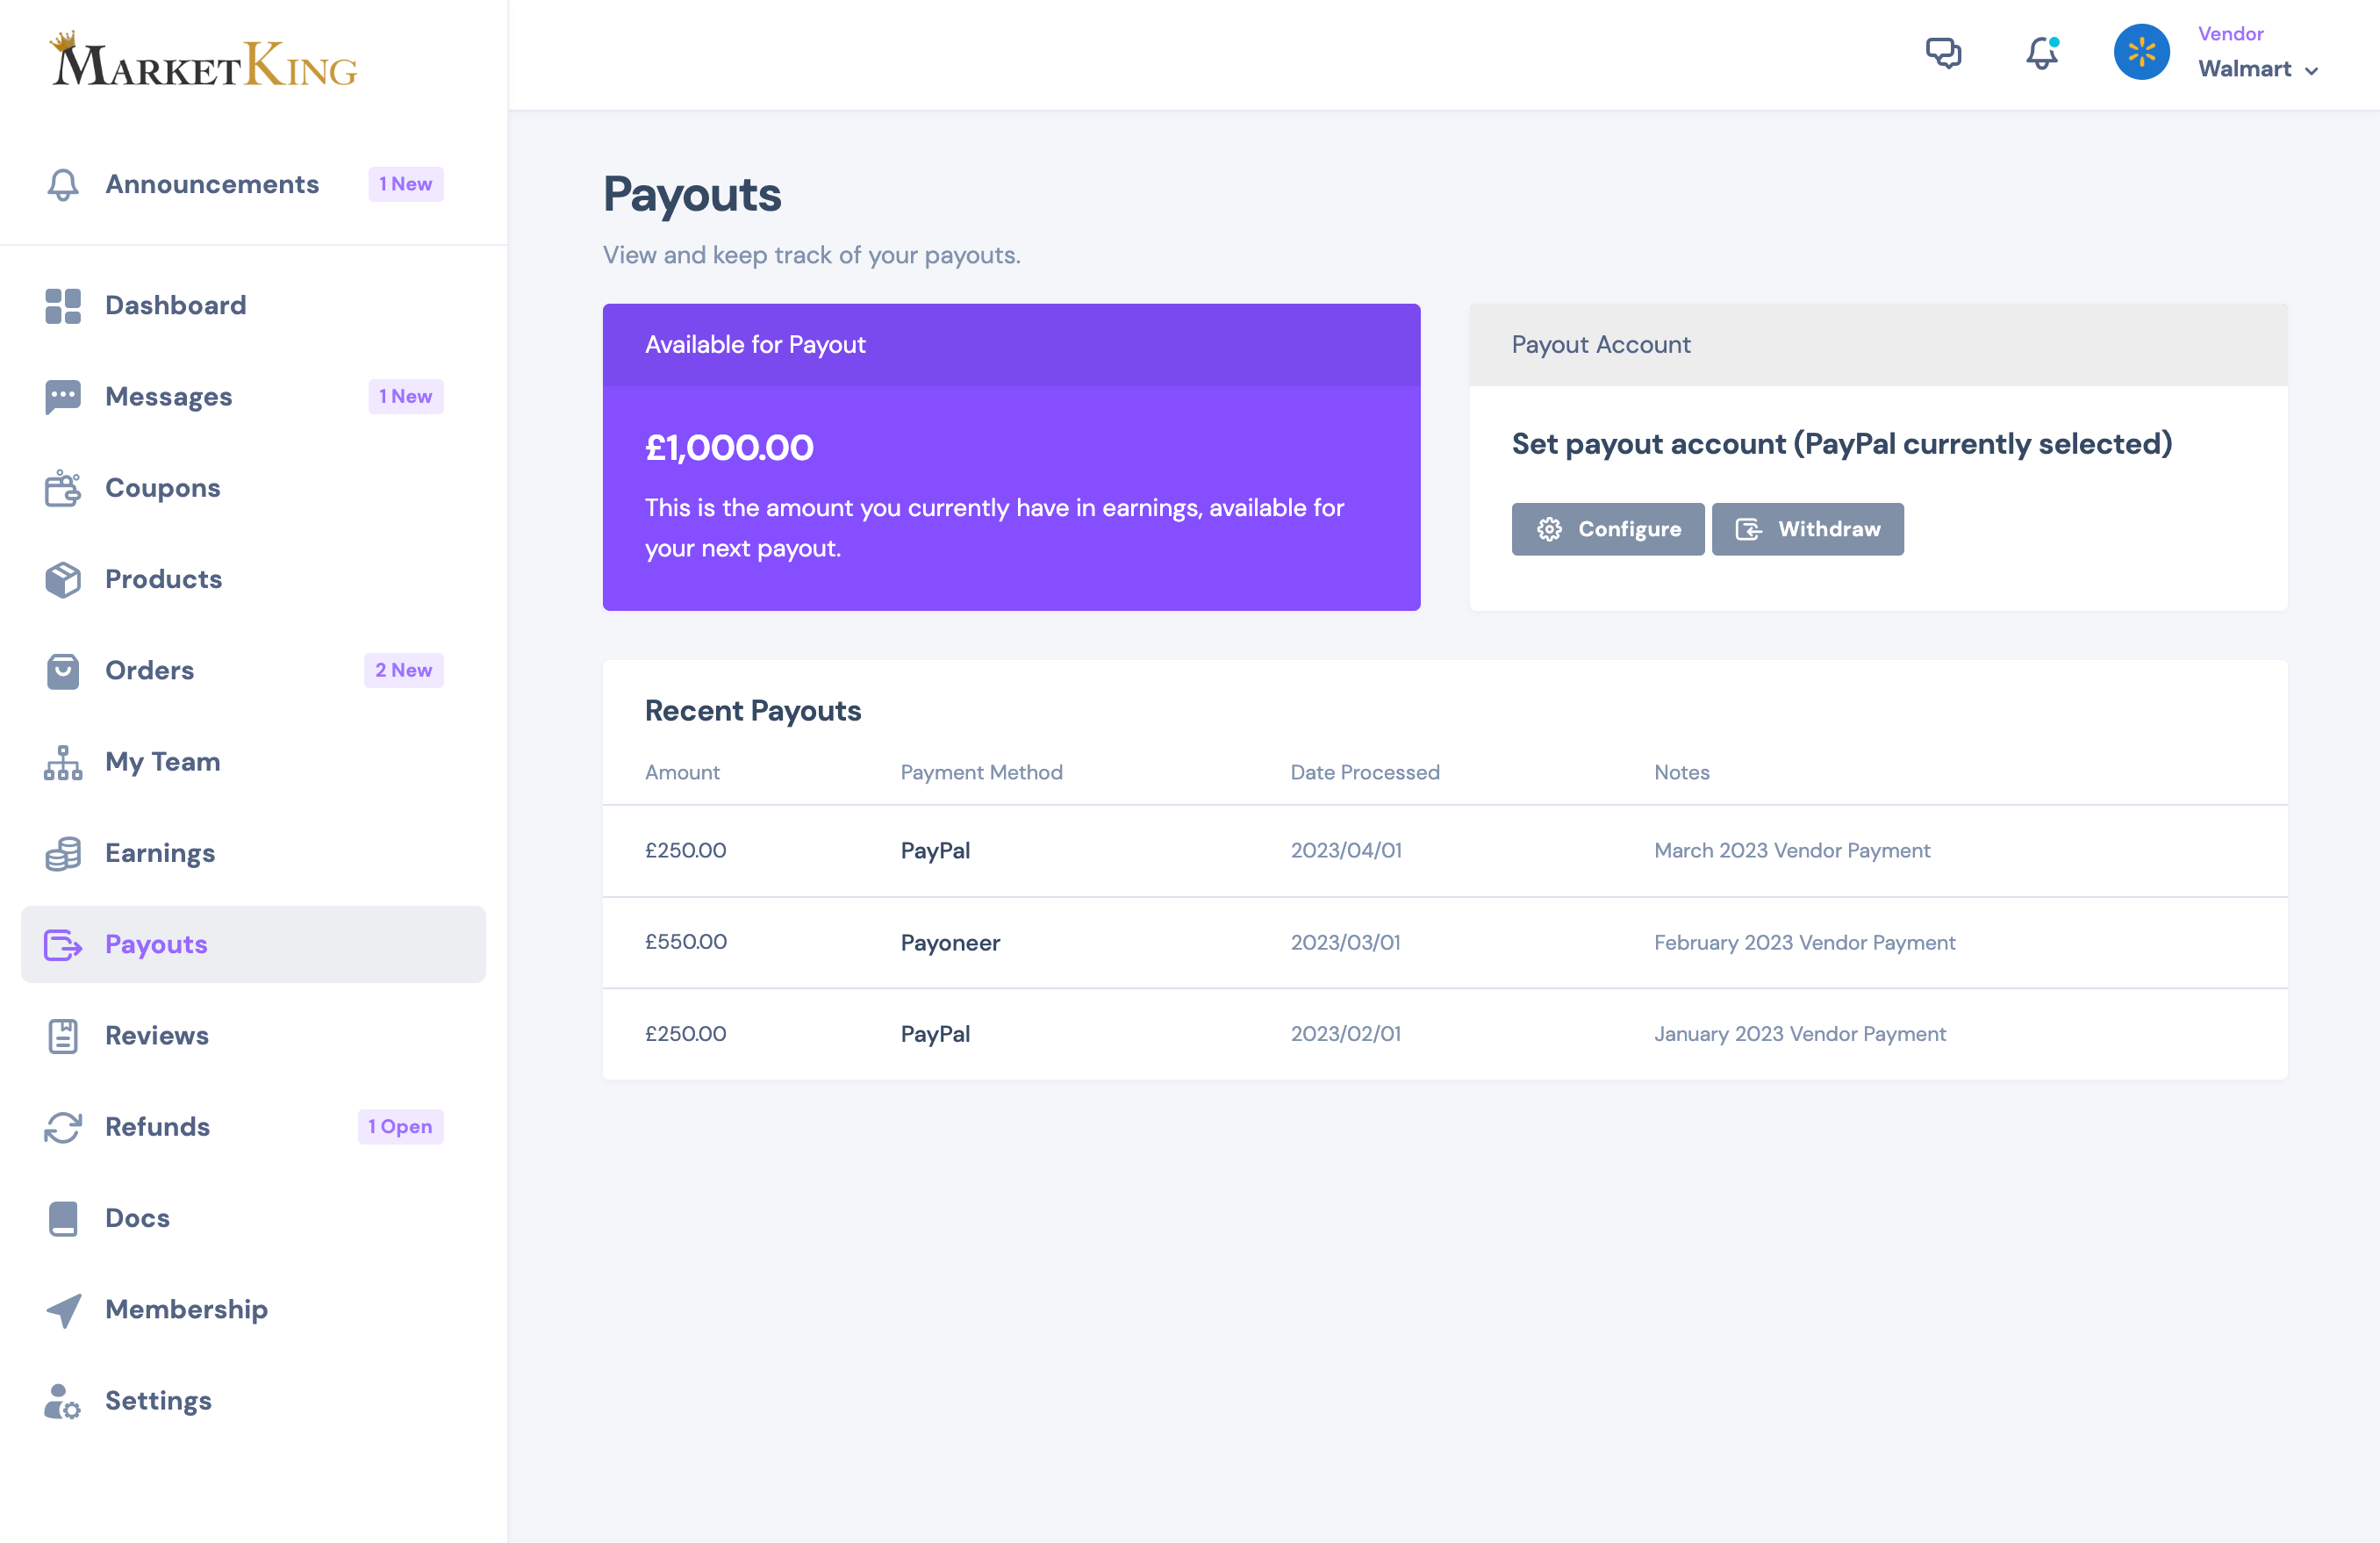 MarketKing
Vendor
Walmart
Announcements 1 New
Dashboard
Messages 1 New
Coupons
Products
Orders 2 New
My Team
Earnings
Payouts
Reviews
Refunds 1 Open
Docs
Membership
Settings
Payouts
View and keep track of your payouts.
Available for Payout
£1,000.00
This is the amount you currently have in earnings, available for
your next payout.
Payout Account
Set payout account (PayPal currently selected)
Configure Withdraw
Recent Payouts
Amount Payment Method Date Processed Notes
£250.00 PayPal 2023/04/01 March 2023 Vendor Payment
£550.00 Payoneer 2023/03/01 February 2023 Vendor Payment
£250.00 PayPal 2023/02/01 January 2023 Vendor Payment